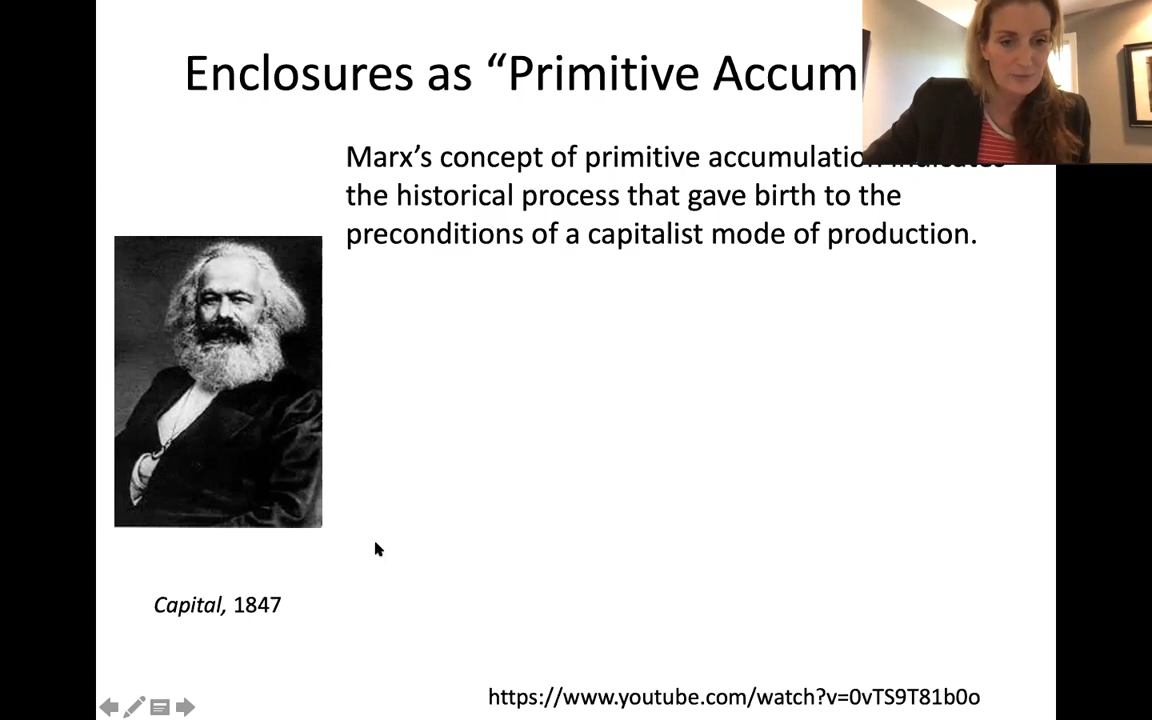 Enclosures as “Primitive Accum
Marx’s concept of primitive accumulation
the historical process that gave birth to the
preconditions of a capitalist mode of production.
Capital, 1847
https://www.youtube.com/watch?v=0vTS9T81b0o